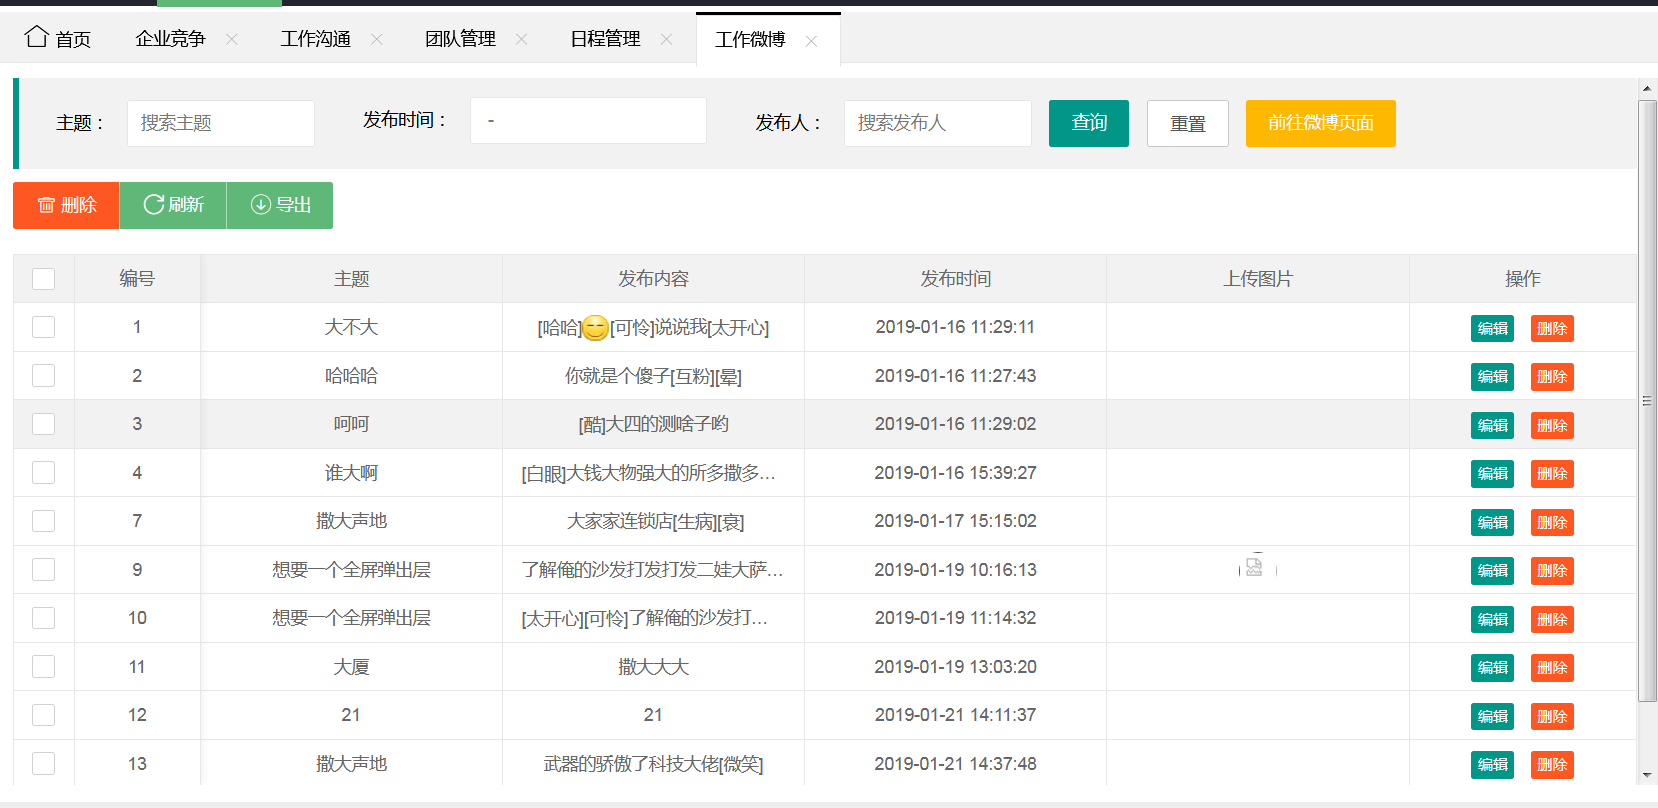 首页 企业竞争 工作沟通 团队管理 日程管理 工作微博
主题： 搜索主题 发布时间： - 发布人： 搜索发布人 查询 重置 前往微博页面
删除 刷新 导出
编号 主题 发布内容 发布时间 上传图片 操作
1 大不大 [哈哈]😊[可怜]说说我[太开心] 2019-01-16 11:29:11 编辑 删除
2 哈哈哈 你就是个傻子[互粉][晕] 2019-01-16 11:27:43 编辑 删除
3 呵呵 [酷]大四的测啥子哟 2019-01-16 11:29:02 编辑 删除
4 谁大啊 [白眼]大钱大物强大的所多撒多... 2019-01-16 15:39:27 编辑 删除
7 撒大声地 大家家连锁店[生病][衰] 2019-01-17 15:15:02 编辑 删除
9 想要一个全屏弹出层 了解俺的沙发打发打发二娃大萨... 2019-01-19 10:16:13 编辑 删除
10 想要一个全屏弹出层 [太开心][可怜]了解俺的沙发打... 2019-01-19 11:14:32 编辑 删除
11 大厦 撒大大大 2019-01-19 13:03:20 编辑 删除
12 21 21 2019-01-21 14:11:37 编辑 删除
13 撒大声地 武器的骄傲了科技大佬[微笑] 2019-01-21 14:37:48 编辑 删除